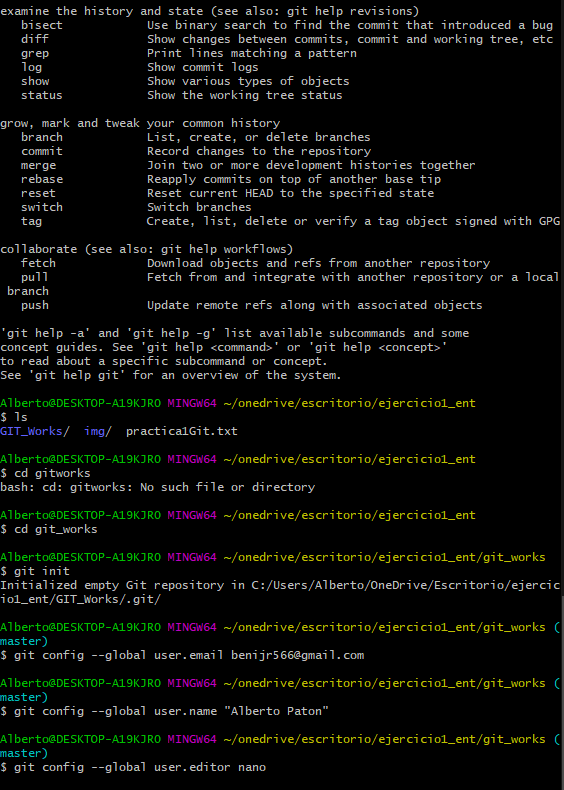 examine the history and state (see also: git help revisions)
   bisect            Use binary search to find the commit that introduced a bug
   diff              Show changes between commits, commit and working tree, etc
   grep              Print lines matching a pattern
   log               Show commit logs
   show              Show various types of objects
   status            Show the working tree status

grow, mark and tweak your common history
   branch            List, create, or delete branches
   commit            Record changes to the repository
   merge             Join two or more development histories together
   rebase            Reapply commits on top of another base tip
   reset             Reset current HEAD to the specified state
   switch            Switch branches
   tag               Create, list, delete or verify a tag object signed with GPG

collaborate (see also: git help workflows)
   fetch             Download objects and refs from another repository
   pull              Fetch from and integrate with another repository or a local
 branch
   push              Update remote refs along with associated objects

'git help -a' and 'git help -g' list available subcommands and some
concept guides. See 'git help <command>' or 'git help <concept>'
to read about a specific subcommand or concept.
See 'git help git' for an overview of the system.

Alberto@DESKTOP-A19KJRO MINGW64 ~/onedrive/escritorio/ejercicio1_ent
$ ls
GIT_Works/  img/  practica1Git.txt

Alberto@DESKTOP-A19KJRO MINGW64 ~/onedrive/escritorio/ejercicio1_ent
$ cd gitworks
bash: cd: gitworks: No such file or directory

Alberto@DESKTOP-A19KJRO MINGW64 ~/onedrive/escritorio/ejercicio1_ent
$ cd git_works

Alberto@DESKTOP-A19KJRO MINGW64 ~/onedrive/escritorio/ejercicio1_ent/git_works
$ git init
Initialized empty Git repository in C:/Users/Alberto/OneDrive/Escritorio/ejercic
io1_ent/GIT_Works/.git/

Alberto@DESKTOP-A19KJRO MINGW64 ~/onedrive/escritorio/ejercicio1_ent/git_works (
master)
$ git config --global user.email benijr566@gmail.com

Alberto@DESKTOP-A19KJRO MINGW64 ~/onedrive/escritorio/ejercicio1_ent/git_works (
master)
$ git config --global user.name "Alberto Paton"

Alberto@DESKTOP-A19KJRO MINGW64 ~/onedrive/escritorio/ejercicio1_ent/git_works (
master)
$ git config --global user.editor nano